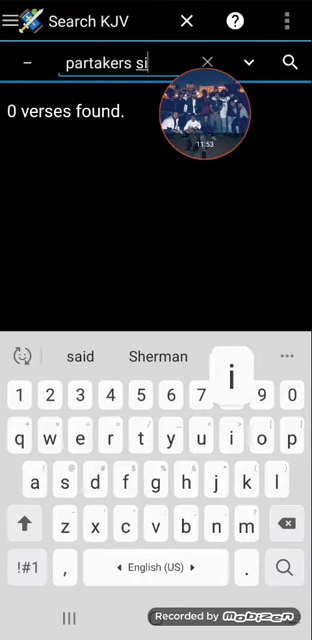 Search KJV
partakers si
0 verses found.
11:53
said Sherman
i
1 2 3 4 5 6 7 9 0
q w e r t y u i o p
a s d f g h j k l
z x c v b n m
!#1 , English (US) .
Recorded by MOBIZEN